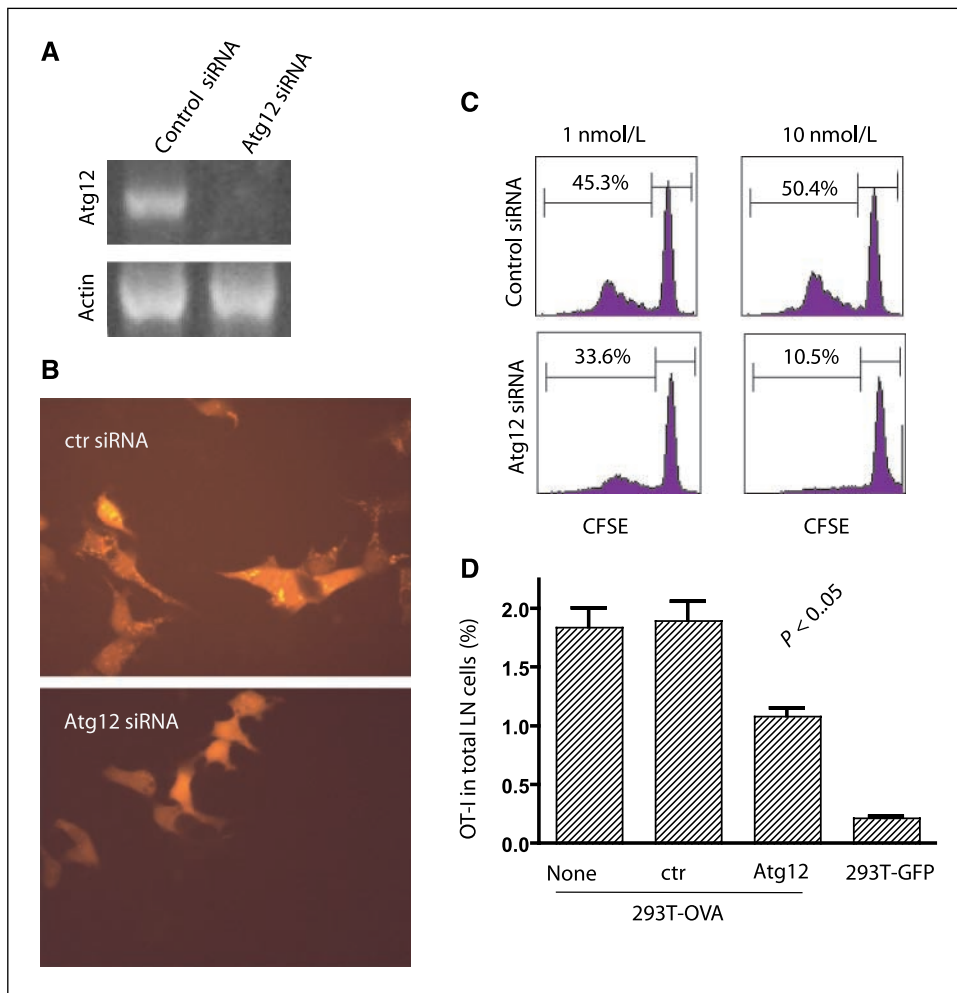 A
Control siRNA
Atg12 siRNA
Atg12
Actin
B
ctr siRNA
Atg12 siRNA
C
1 nmol/L
10 nmol/L
Control siRNA
45.3%
50.4%
Atg12 siRNA
33.6%
10.5%
CFSE
CFSE
D
OT-I in total LN cells (%)
2.0
1.5
1.0
0.5
0.0
P < 0..05
None
ctr
Atg12
293T-GFP
293T-OVA